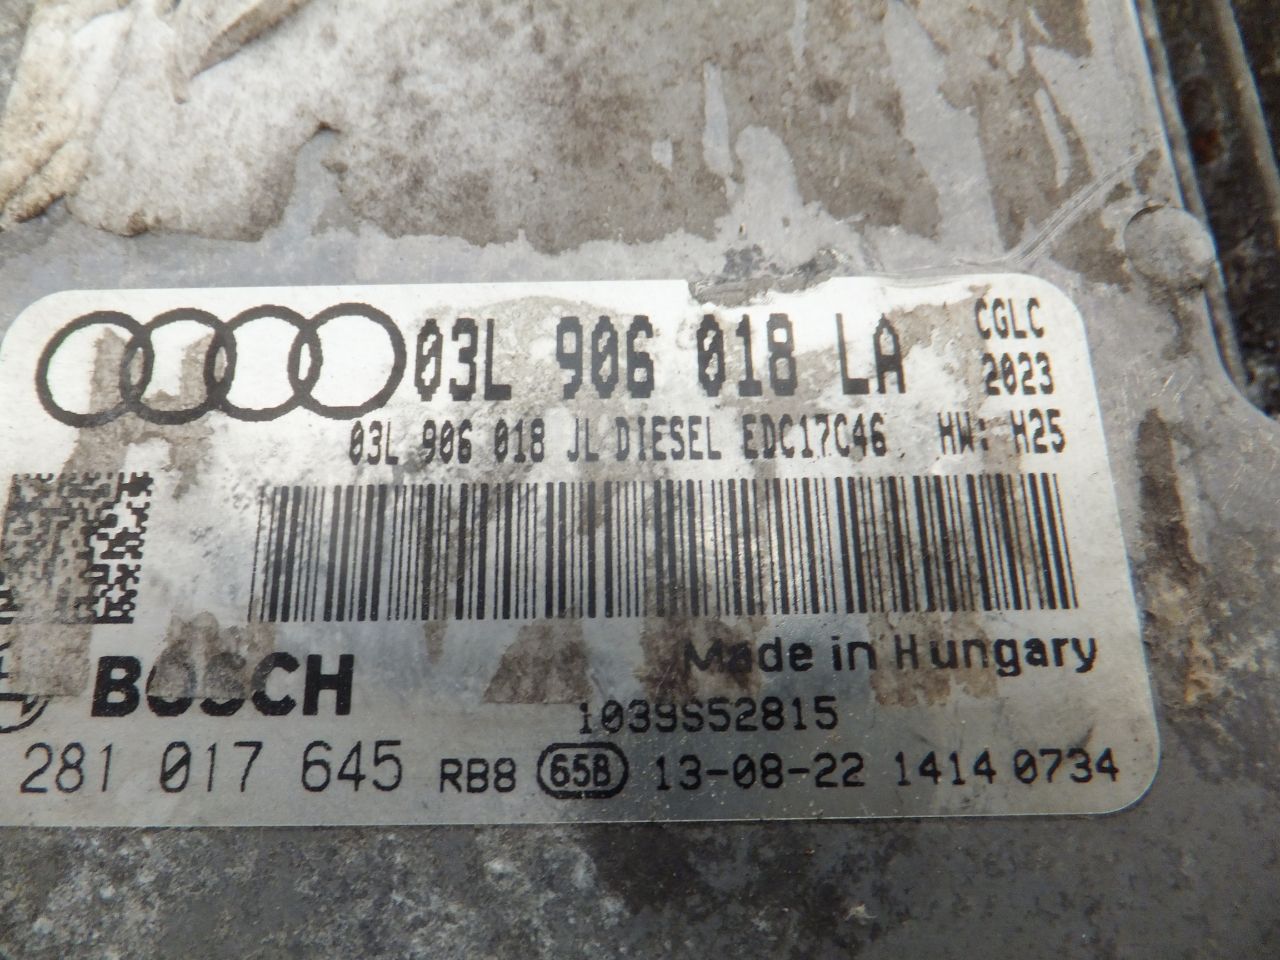 03L 906 018 LA CGLC
2023
03L 906 018 JL DIESEL EDC17C46 HW: H25
BOSCH Made in Hungary
1039S52815
281 017 645 RB8 65B 13-08-22 1414 0734